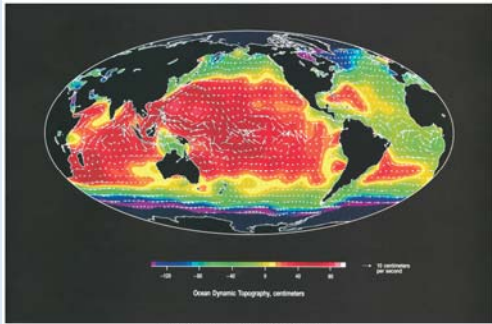 -120 -80 -40 0 40 80
10 centimeters
per second
Ocean Dynamic Topography, centimeters